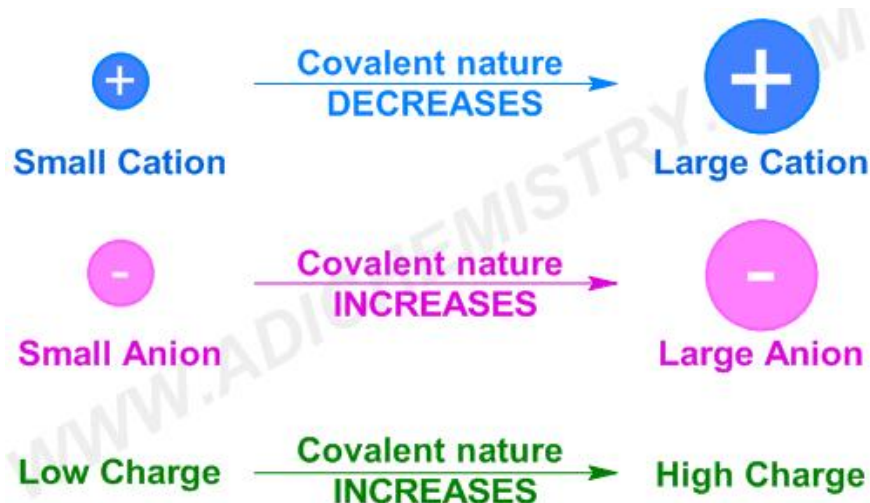 Covalent nature
DECREASES
+
+
Small Cation
Large Cation
Covalent nature
INCREASES
-
-
Small Anion
Large Anion
Covalent nature
INCREASES
Low Charge
High Charge
WWW.ADICHEMISTRY.COM